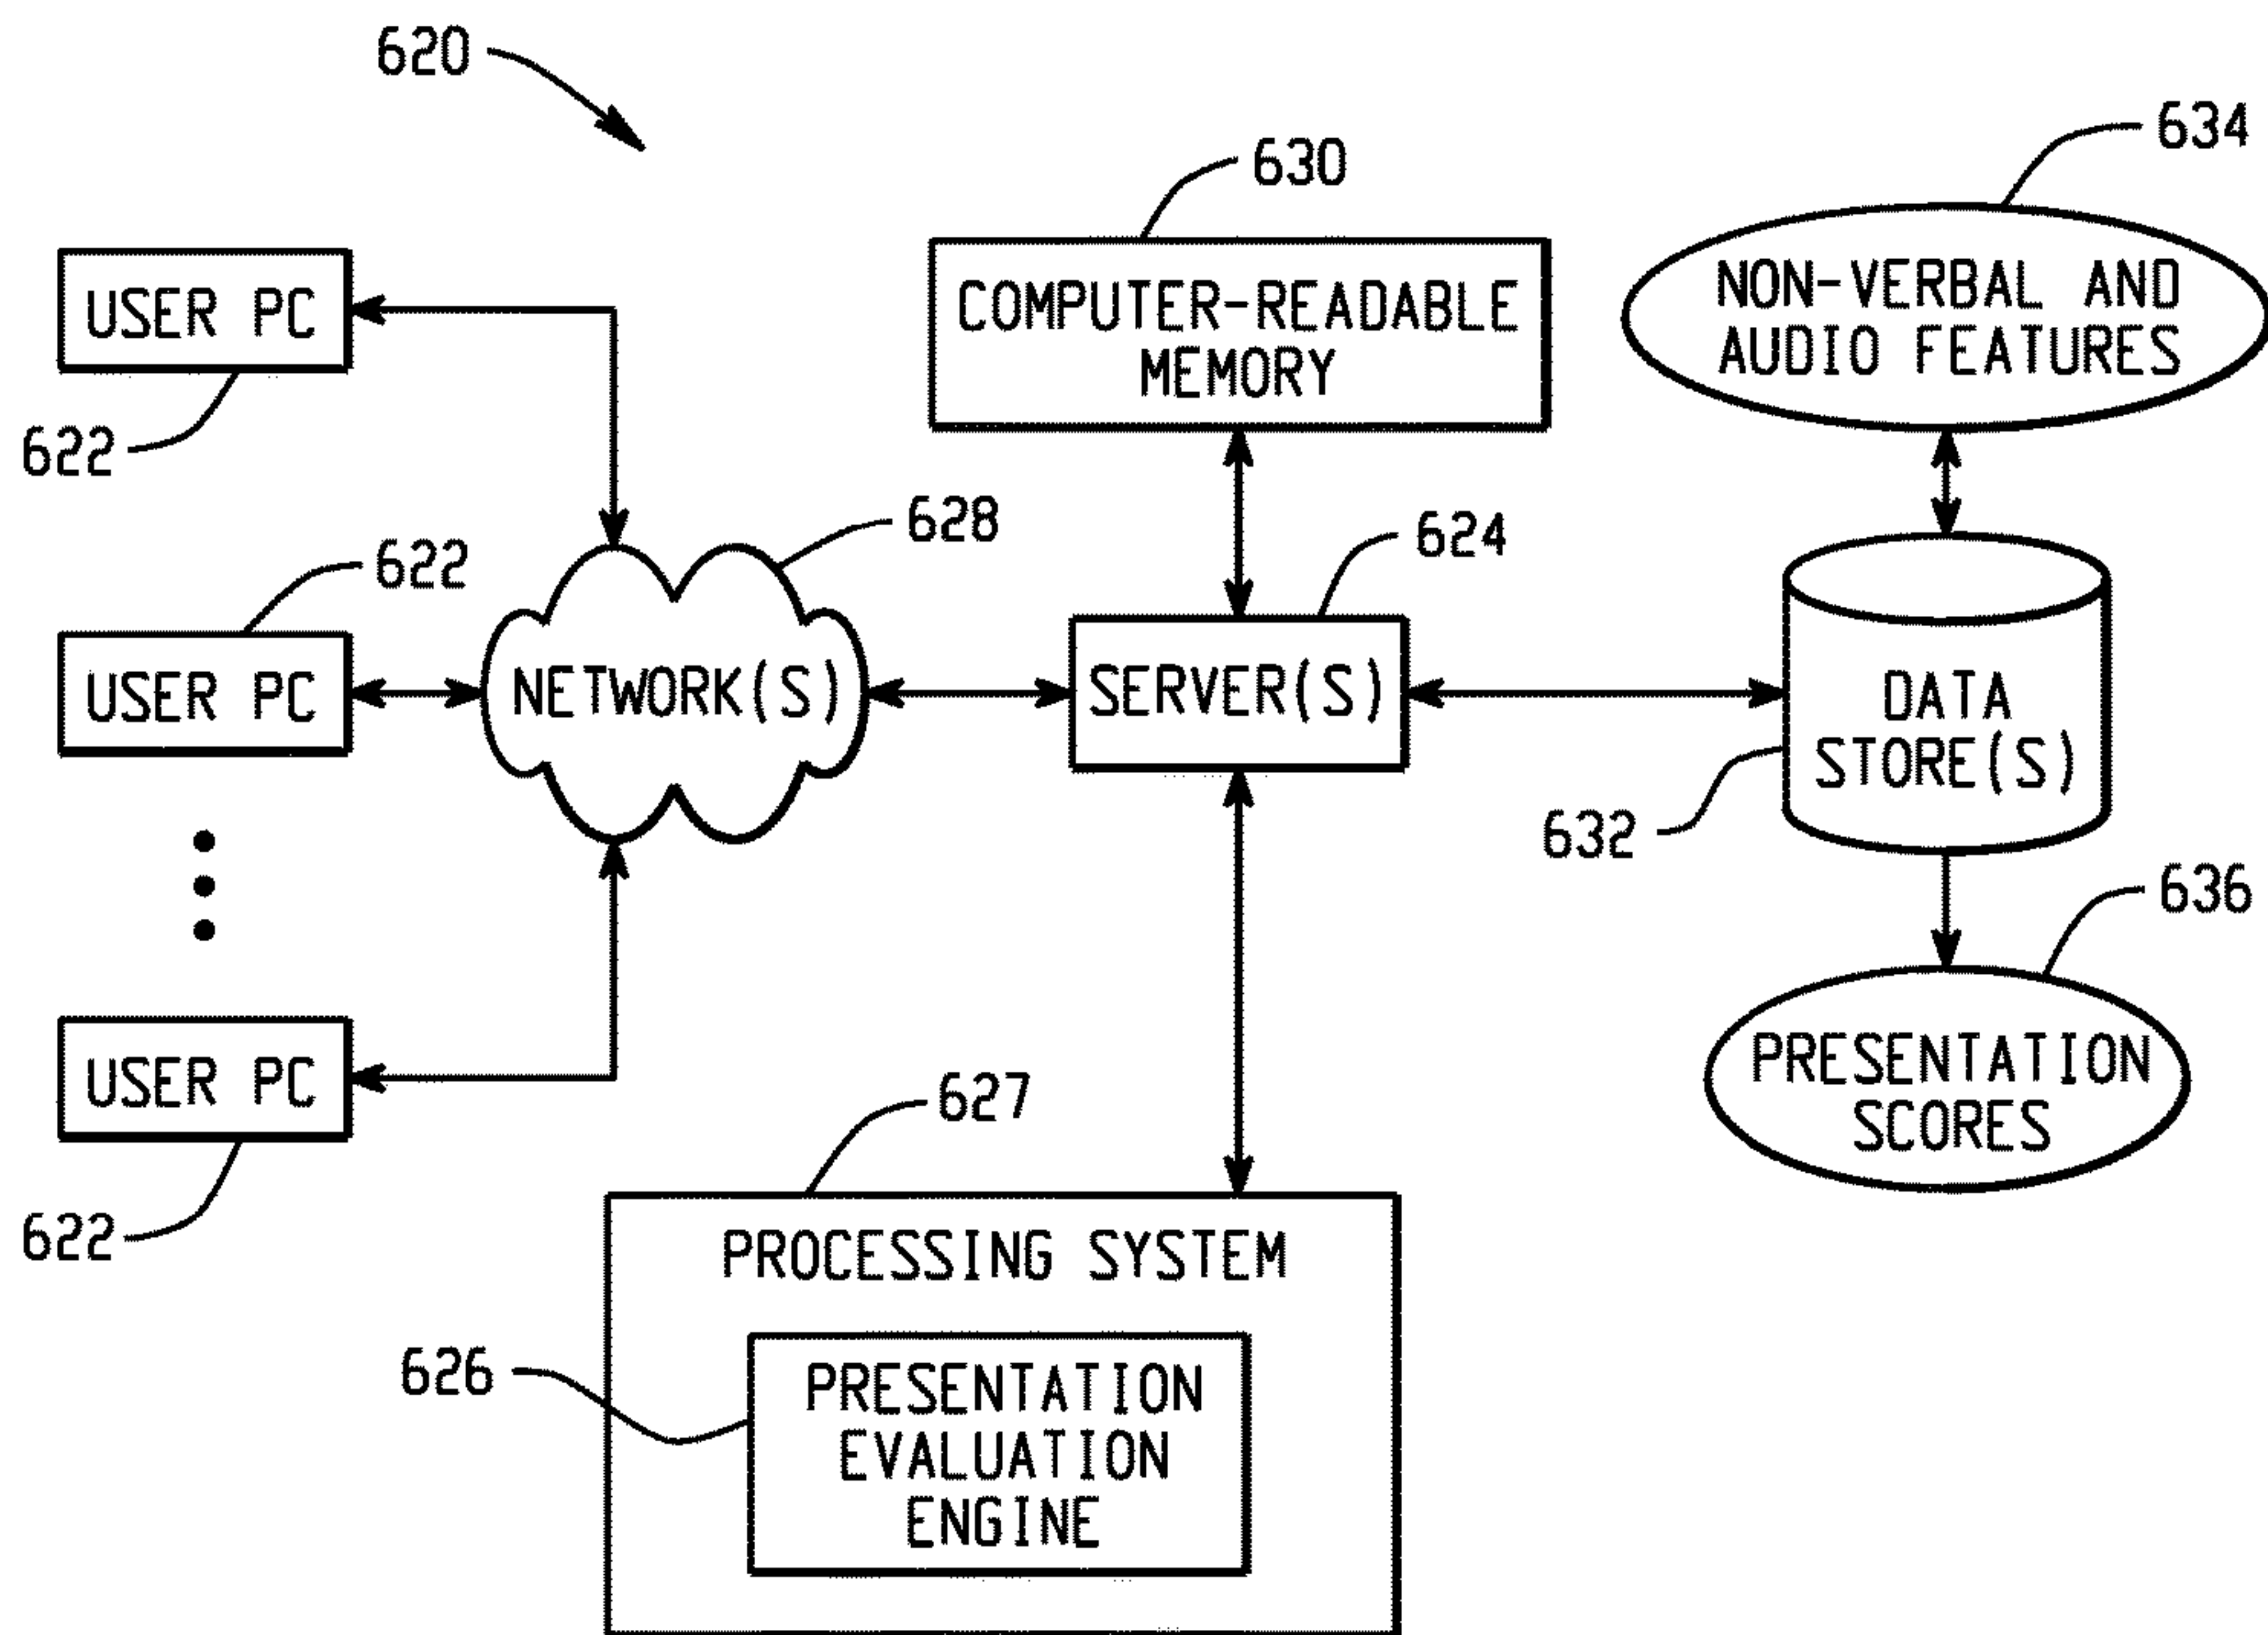 620
634
630
USER PC
COMPUTER-READABLE
MEMORY
NON-VERBAL AND
AUDIO FEATURES
622
628
624
622
USER PC
NETWORK(S)
SERVER(S)
DATA
STORE(S)
632
636
USER PC
627
PRESENTATION
SCORES
622
PROCESSING SYSTEM
626
PRESENTATION
EVALUATION
ENGINE